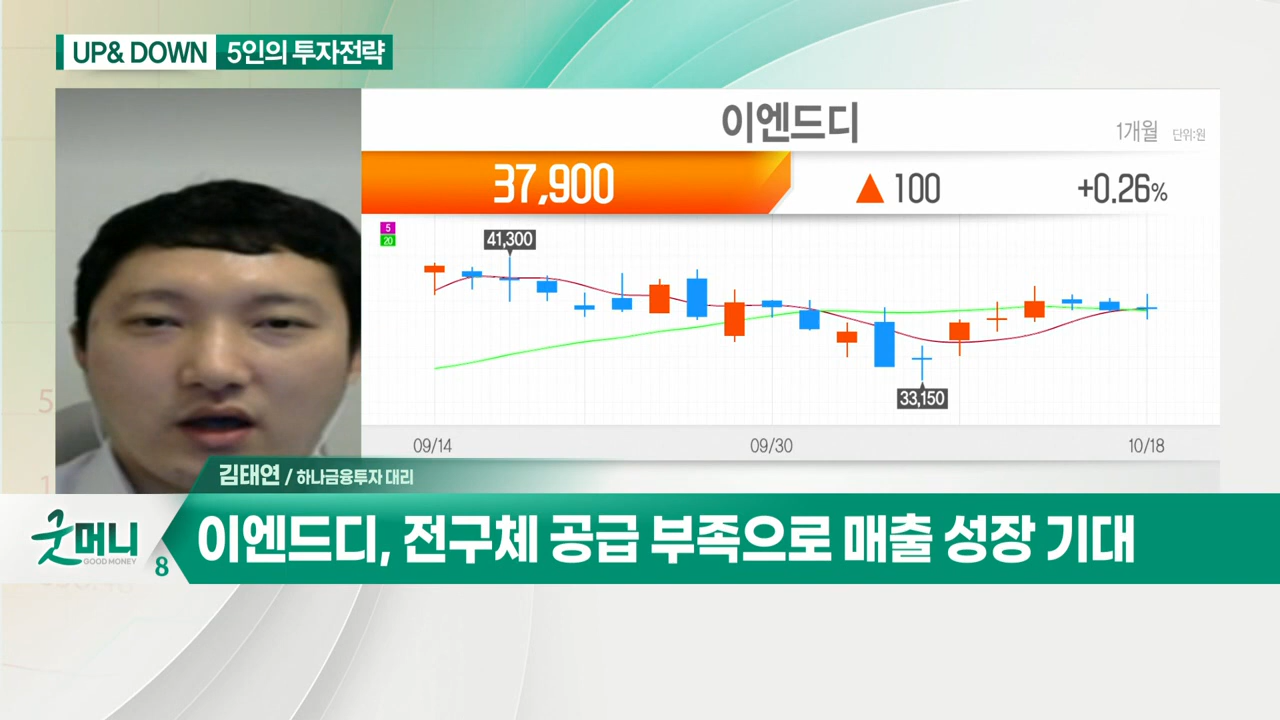 UP& DOWN 5인의 투자전략
이엔드디
1개월 단위:원
37,900 ▲100 +0.26%
5
20
41,300
33,150
09/14 09/30 10/18
김태연 / 하나금융투자 대리
굿머니
GOOD MONEY
8
이엔드디, 전구체 공급 부족으로 매출 성장 기대